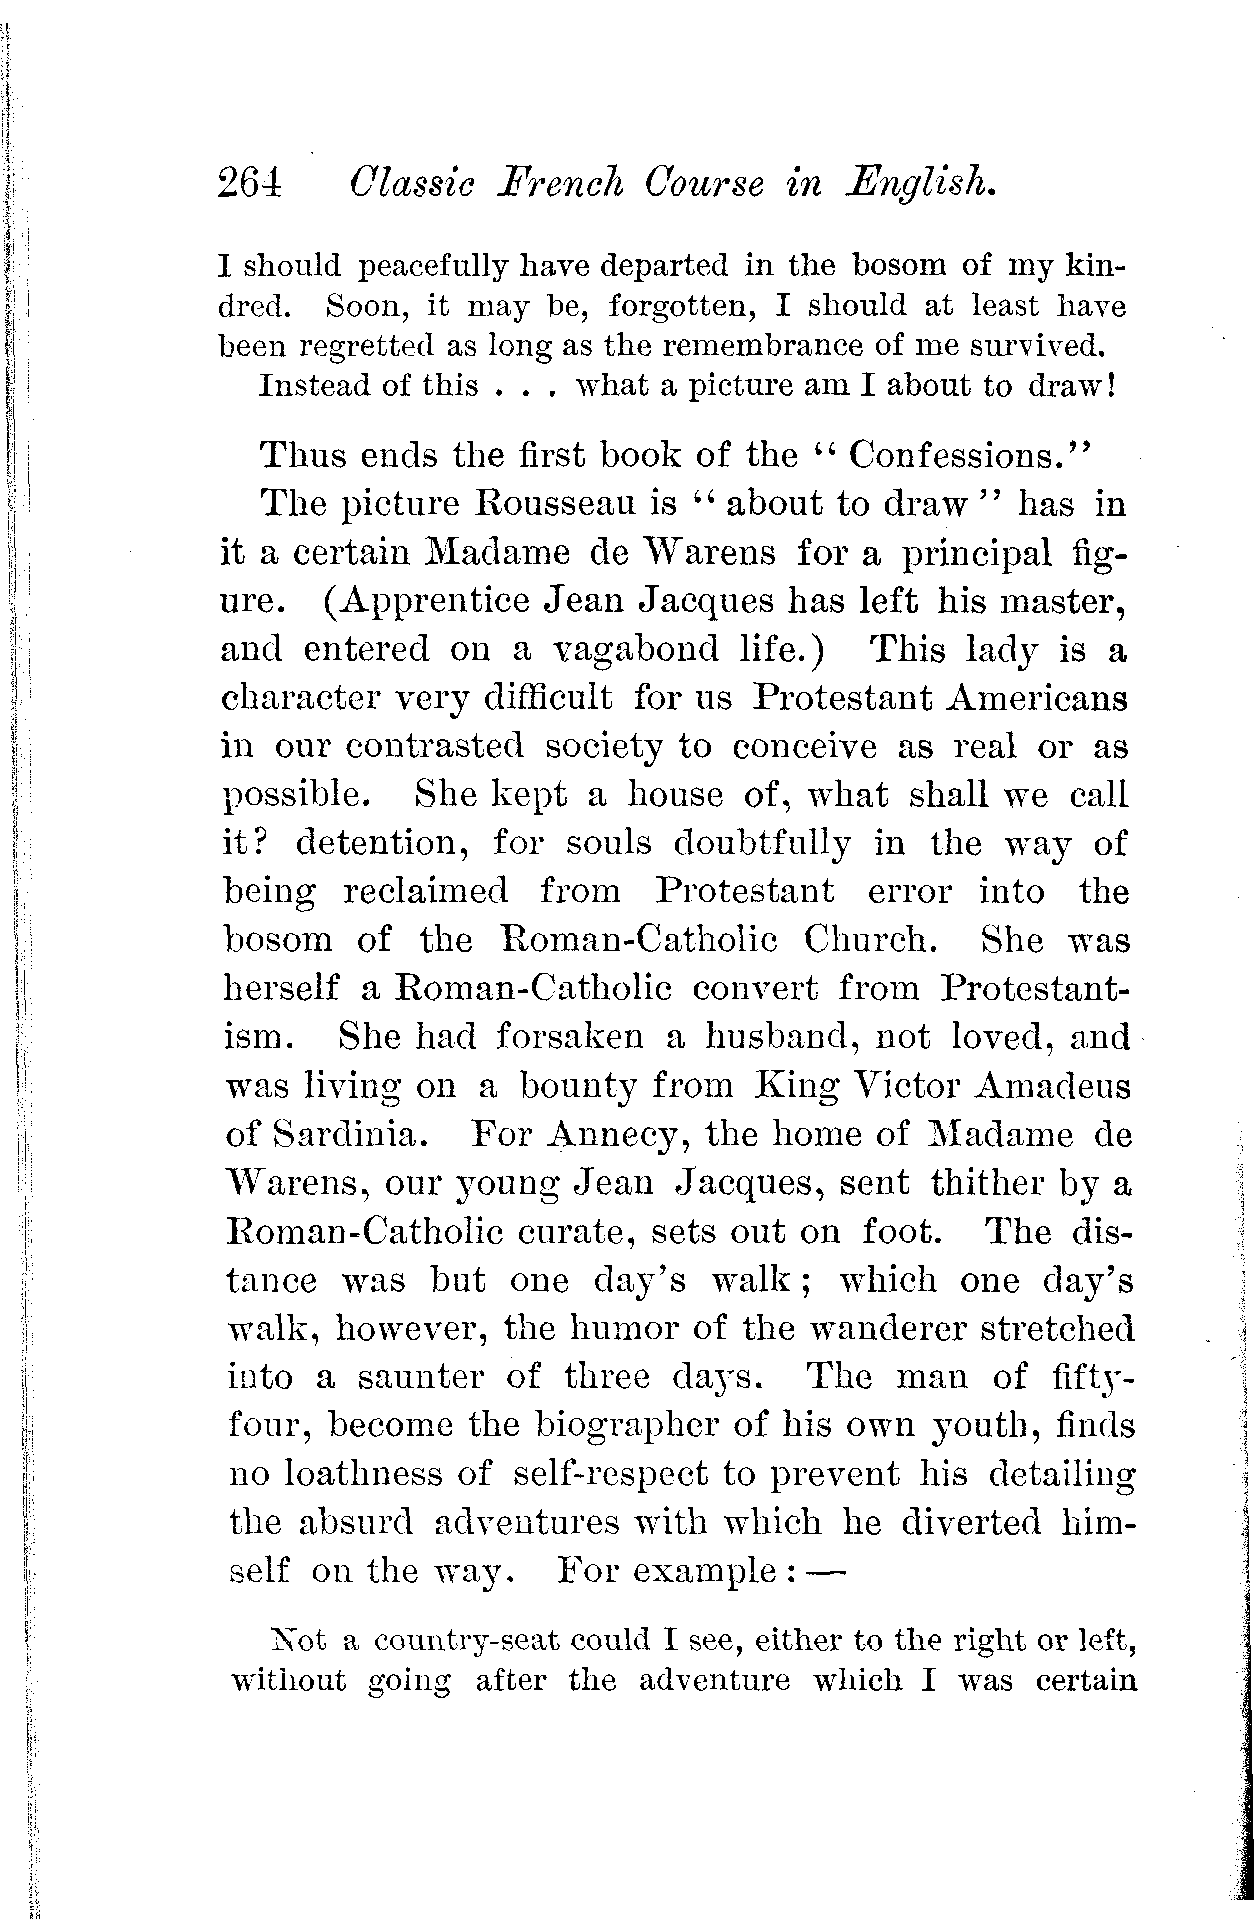 264 Classic French Course in English.
I should peacefully have departed in the bosom of my kin-
dred. Soon, it may be, forgotten, I should at least have
been regretted as long as the remembrance of me survived.
Instead of this . . . what a picture am I about to draw!
Thus ends the first book of the “ Confessions.”
The picture Rousseau is “ about to draw ” has in
it a certain Madame de Warens for a principal fig-
ure. (Apprentice Jean Jacques has left his master,
and entered on a vagabond life.) This lady is a
character very difficult for us Protestant Americans
in our contrasted society to conceive as real or as
possible. She kept a house of, what shall we call
it? detention, for souls doubtfully in the way of
being reclaimed from Protestant error into the
bosom of the Roman-Catholic Church. She was
herself a Roman-Catholic convert from Protestant-
ism. She had forsaken a husband, not loved, and
was living on a bounty from King Victor Amadeus
of Sardinia. For Annecy, the home of Madame de
Warens, our young Jean Jacques, sent thither by a
Roman-Catholic curate, sets out on foot. The dis-
tance was but one day’s walk; which one day’s
walk, however, the humor of the wanderer stretched
into a saunter of three days. The man of fifty-
four, become the biographer of his own youth, finds
no loathness of self-respect to prevent his detailing
the absurd adventures with which he diverted him-
self on the way. For example: —
Not a country-seat could I see, either to the right or left,
without going after the adventure which I was certain